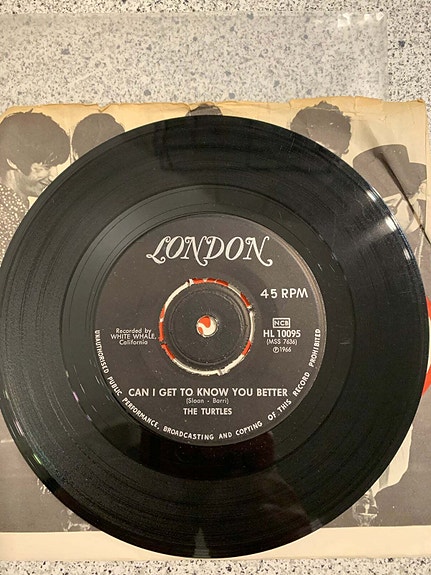 LONDON
45 RPM
Recorded by
WHITE WHALE,
California
NCB
HL 10095
(MSS 7636)
℗1966
CAN I GET TO KNOW YOU BETTER
(Sloan - Barri)
THE TURTLES
UNAUTHORISED PUBLIC PERFORMANCE, BROADCASTING AND COPYING OF THIS RECORD PROHIBITED